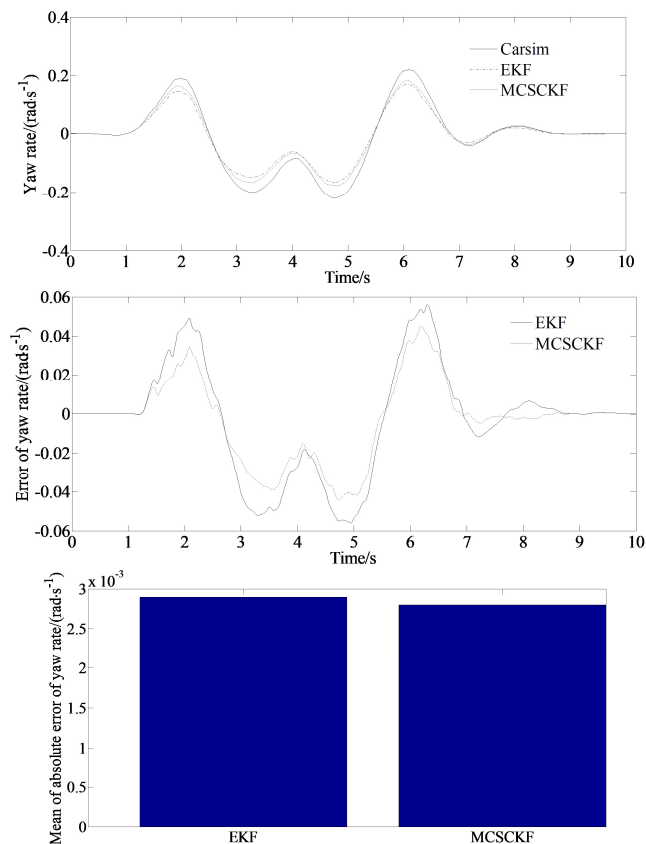 0.4
0.2
0
-0.2
-0.4
Yaw rate/(rad·s⁻¹)
Carsim
EKF
MCSCKF
0 1 2 3 4 5 6 7 8 9 10
Time/s
0.06
0.04
0.02
0
-0.02
-0.04
-0.06
Error of yaw rate/(rad·s⁻¹)
EKF
MCSCKF
0 1 2 3 4 5 6 7 8 9 10
Time/s
x 10⁻³
3
2.5
2
1.5
1
0.5
0
Mean of absolute error of yaw rate/(rad·s⁻¹)
EKF MCSCKF